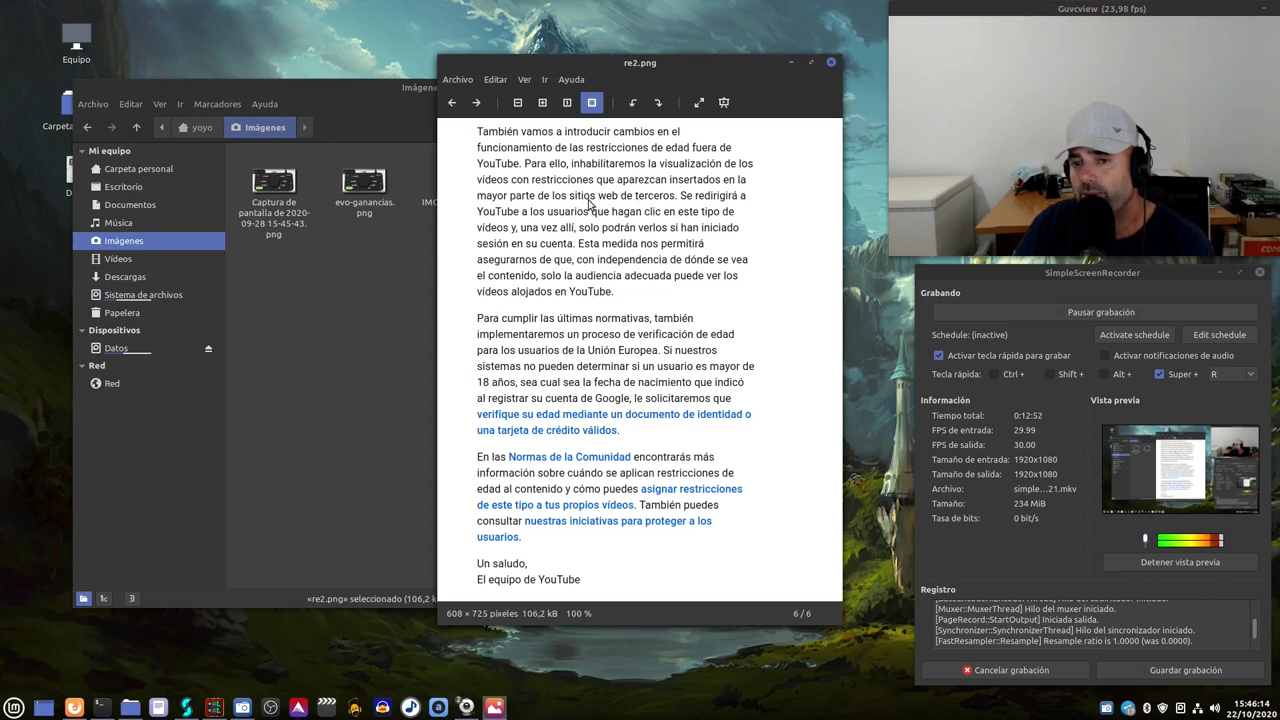 Equipo
Carpeta
D
Imágene
Archivo Editar Ver Ir Marcadores Ayuda
yoyo Imágenes
Mi equipo
Carpeta personal
Escritorio
Documentos
Música
Imágenes
Vídeos
Descargas
Sistema de archivos
Papelera
Dispositivos
Datos
Red
Red
Captura de
pantalla de 2020-
09-28 15-45-43.
png
evo-ganancias.
png
IMC
«re2.png» seleccionado (106,2 k
re2.png
Archivo Editar Ver Ir Ayuda
También vamos a introducir cambios en el
funcionamiento de las restricciones de edad fuera de
YouTube. Para ello, inhabilitaremos la visualización de los
vídeos con restricciones que aparezcan insertados en la
mayor parte de los sitios web de terceros. Se redirigirá a
YouTube a los usuarios que hagan clic en este tipo de
vídeos y, una vez allí, solo podrán verlos si han iniciado
sesión en su cuenta. Esta medida nos permitirá
asegurarnos de que, con independencia de dónde se vea
el contenido, solo la audiencia adecuada puede ver los
vídeos alojados en YouTube.
Para cumplir las últimas normativas, también
implementaremos un proceso de verificación de edad
para los usuarios de la Unión Europea. Si nuestros
sistemas no pueden determinar si un usuario es mayor de
18 años, sea cual sea la fecha de nacimiento que indicó
al registrar su cuenta de Google, le solicitaremos que
verifique su edad mediante un documento de identidad o
una tarjeta de crédito válidos.
En las Normas de la Comunidad encontrarás más
información sobre cuándo se aplican restricciones de
edad al contenido y cómo puedes asignar restricciones
de este tipo a tus propios vídeos. También puedes
consultar nuestras iniciativas para proteger a los
usuarios.
Un saludo,
El equipo de YouTube
608 × 725 píxeles 106,2 kB 100 % 6 / 6
Guvcview (23,98 fps)
SimpleScreenRecorder
Grabando
Pausar grabación
Schedule: (inactive) Activate schedule Edit schedule
Activar tecla rápida para grabar Activar notificaciones de audio
Tecla rápida: Ctrl + Shift + Alt + Super + R
Información
Tiempo total: 0:12:52
FPS de entrada: 29.99
FPS de salida: 30.00
Tamaño de entrada: 1920x1080
Tamaño de salida: 1920x1080
Archivo: simple...21.mkv
Tamaño: 234 MiB
Tasa de bits: 0 bit/s
Vista previa
Detener vista previa
Registro
[Muxer::MuxerThread] Hilo del muxer iniciado.
[PageRecord::StartOutput] Iniciada salida.
[Synchronizer::SynchronizerThread] Hilo del sincronizador iniciado.
[FastResampler::Resample] Resample ratio is 1.0000 (was 0.0000).
Cancelar grabación Guardar grabación
15:46:14
22/10/2020